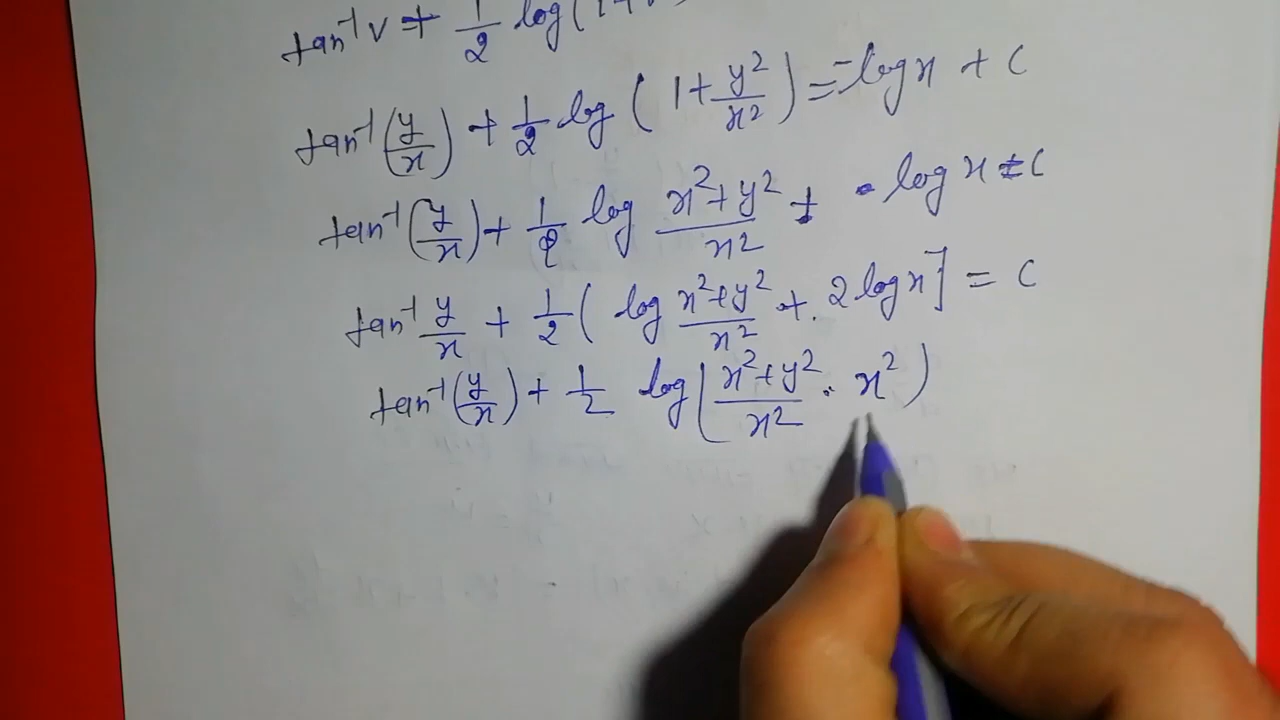 tan⁻¹ v + 1/2 log(1+v
tan⁻¹(y/x) + 1/2 log(1+y²/x²) = -log x + C
tan⁻¹(y/x) + 1/2 log x²+y²/x² + log x = C
tan⁻¹ y/x + 1/2 ( log x²+y²/x² + 2 log x ] = C
tan⁻¹(y/x) + 1/2 log(x²+y²/x² · x²)